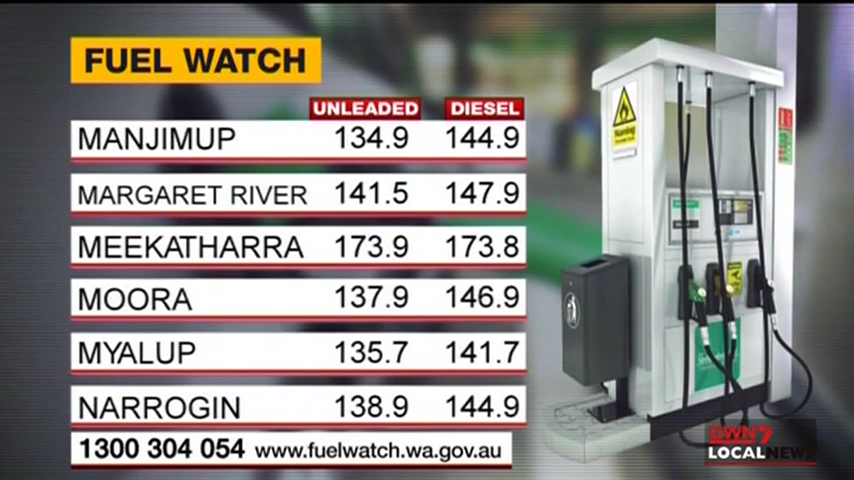 FUEL WATCH
UNLEADED DIESEL
MANJIMUP 134.9 144.9
MARGARET RIVER 141.5 147.9
MEEKATHARRA 173.9 173.8
MOORA 137.9 146.9
MYALUP 135.7 141.7
NARROGIN 138.9 144.9
1300 304 054 www.fuelwatch.wa.gov.au
Warning
GWN7
LOCAL NEWS